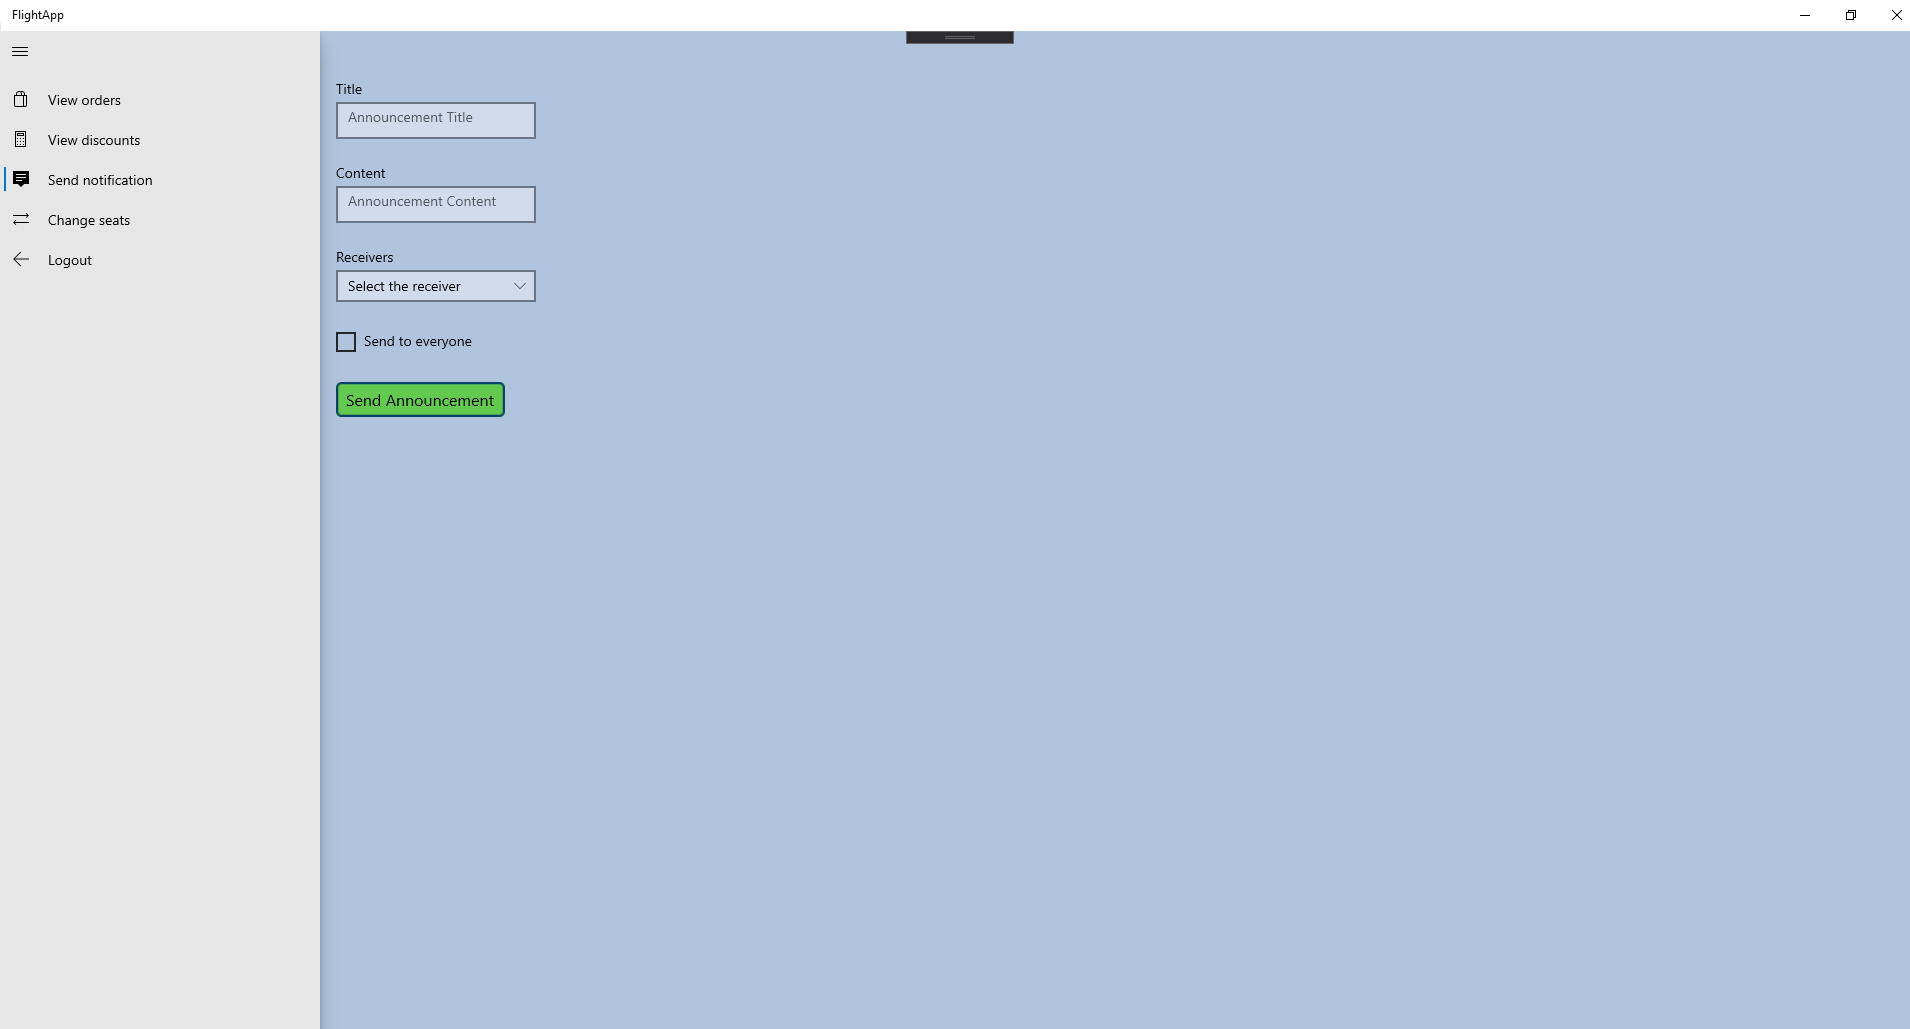 FlightApp
View orders
View discounts
Send notification
Change seats
Logout
Title
Announcement Title
Content
Announcement Content
Receivers
Select the receiver
Send to everyone
Send Announcement